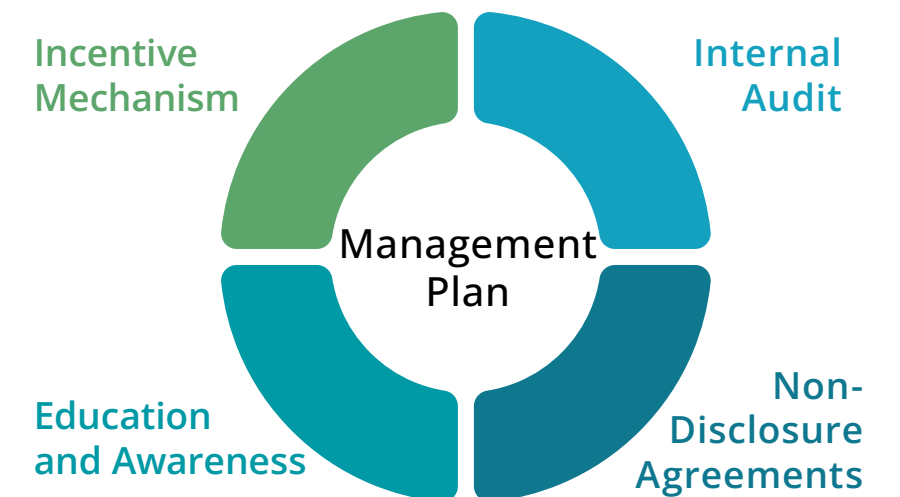 Incentive
Mechanism
Internal
Audit
Management
Plan
Education
and Awareness
Non-
Disclosure
Agreements